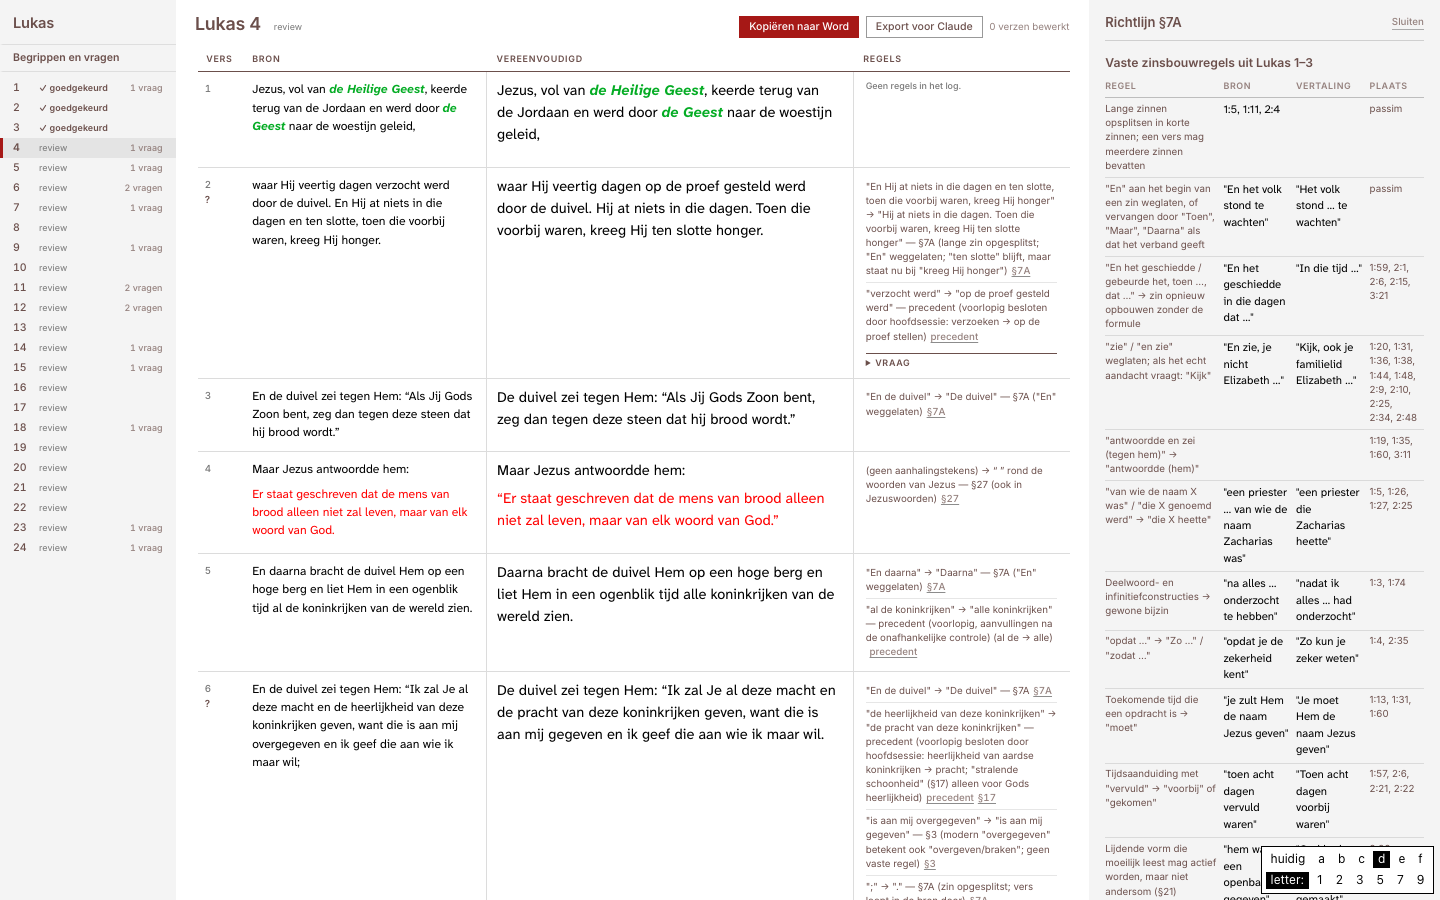 Lukas
Begrippen en vragen
1 ✓ goedgekeurd 1 vraag
2 ✓ goedgekeurd
3 ✓ goedgekeurd
4 review 1 vraag
5 review 1 vraag
6 review 2 vragen
7 review 1 vraag
8 review
9 review 1 vraag
10 review
11 review 2 vragen
12 review 2 vragen
13 review
14 review 1 vraag
15 review 1 vraag
16 review
17 review
18 review 1 vraag
19 review
20 review
21 review
22 review
23 review 1 vraag
24 review 1 vraag
Lukas 4 review
Kopiëren naar Word Export voor Claude 0 verzen bewerkt
VERS BRON VEREENVOUDIGD REGELS
1
Jezus, vol van de Heilige Geest, keerde
terug van de Jordaan en werd door de
Geest naar de woestijn geleid,
Jezus, vol van de Heilige Geest, keerde terug van
de Jordaan en werd door de Geest naar de woestijn
geleid,
Geen regels in het log.
2
?
waar Hij veertig dagen verzocht werd
door de duivel. En Hij at niets in die
dagen en ten slotte, toen die voorbij
waren, kreeg Hij honger.
waar Hij veertig dagen op de proef gesteld werd
door de duivel. Hij at niets in die dagen. Toen die
voorbij waren, kreeg Hij ten slotte honger.
"En Hij at niets in die dagen en ten slotte,
toen die voorbij waren, kreeg Hij honger"
→ "Hij at niets in die dagen. Toen die
voorbij waren, kreeg Hij ten slotte
honger" — §7A (lange zin opgesplitst;
"En" weggelaten; "ten slotte" blijft, maar
staat nu bij "kreeg Hij honger") §7A
"verzocht werd" → "op de proef gesteld
werd" — precedent (voorlopig besloten
door hoofdsessie: verzoeken → op de
proef stellen) precedent
▶ VRAAG
3
En de duivel zei tegen Hem: “Als Jij Gods
Zoon bent, zeg dan tegen deze steen dat
hij brood wordt.”
De duivel zei tegen Hem: “Als Jij Gods Zoon bent,
zeg dan tegen deze steen dat hij brood wordt.”
"En de duivel" → "De duivel" — §7A ("En"
weggelaten) §7A
4
Maar Jezus antwoordde hem:
Er staat geschreven dat de mens van
brood alleen niet zal leven, maar van elk
woord van God.
Maar Jezus antwoordde hem:
“Er staat geschreven dat de mens van brood alleen
niet zal leven, maar van elk woord van God.”
(geen aanhalingstekens) → “ ” rond de
woorden van Jezus — §27 (ook in
Jezuswoorden) §27
5
En daarna bracht de duivel Hem op een
hoge berg en liet Hem in een ogenblik
tijd al de koninkrijken van de wereld zien.
Daarna bracht de duivel Hem op een hoge berg en
liet Hem in een ogenblik tijd alle koninkrijken van de
wereld zien.
"En daarna" → "Daarna" — §7A ("En"
weggelaten) §7A
"al de koninkrijken" → "alle koninkrijken"
— precedent (voorlopig, aanvullingen na
de onafhankelijke controle) (al de → alle)
precedent
6
?
En de duivel zei tegen Hem: “Ik zal Je al
deze macht en de heerlijkheid van deze
koninkrijken geven, want die is aan mij
overgegeven en ik geef die aan wie ik
maar wil;
De duivel zei tegen Hem: “Ik zal Je al deze macht en
de pracht van deze koninkrijken geven, want die is
aan mij gegeven en ik geef die aan wie ik maar wil.
"En de duivel" → "De duivel" — §7A §7A
"de heerlijkheid van deze koninkrijken" →
"de pracht van deze koninkrijken" —
precedent (voorlopig besloten door
hoofdsessie: heerlijkheid van aardse
koninkrijken → pracht; "stralende
schoonheid" (§17) alleen voor Gods
heerlijkheid) precedent §17
"is aan mij overgegeven" → "is aan mij
gegeven" — §3 (modern "overgegeven"
betekent ook "overgeven/braken"; geen
vaste regel) §3
";" → "." — §7A (zin opgesplitst; vers
Richtlijn §7A Sluiten
Vaste zinsbouwregels uit Lukas 1–3
REGEL BRON VERTALING PLAATS
Lange zinnen
opsplitsen in korte
zinnen; een vers mag
meerdere zinnen
bevatten
1:5, 1:11, 2:4
passim
"En" aan het begin van
een zin weglaten, of
vervangen door "Toen",
"Maar", "Daarna" als
dat het verband geeft
"En het volk
stond te
wachten"
"Het volk
stond ... te
wachten"
passim
"En het geschiedde /
gebeurde het, toen ...,
dat ..." → zin opnieuw
opbouwen zonder de
formule
"En het
geschiedde
in die dagen
dat ..."
"In die tijd ..."
1:59, 2:1,
2:6, 2:15,
3:21
"zie" / "en zie"
weglaten; als het echt
aandacht vraagt: "Kijk"
"En zie, je
nicht
Elizabeth ..."
"Kijk, ook je
familielid
Elizabeth ..."
1:20, 1:31,
1:36, 1:38,
1:44, 1:48,
2:9, 2:10,
2:25,
2:34, 2:48
"antwoordde en zei
(tegen hem)" →
"antwoordde (hem)"
1:19, 1:35,
1:60, 3:11
"van wie de naam X
was" / "die X genoemd
werd" → "die X heette"
"een priester
... van wie de
naam
Zacharias
was"
"een priester
die
Zacharias
heette"
1:5, 1:26,
1:27, 2:25
Deelwoord- en
infinitiefconstructies →
gewone bijzin
"na alles ...
onderzocht
te hebben"
"nadat ik
alles ... had
onderzocht"
1:3, 1:74
"opdat ..." → "Zo ..." /
"zodat ..."
"opdat je de
zekerheid
kent"
"Zo kun je
zeker weten"
1:4, 2:35
Toekomende tijd die
een opdracht is →
"moet"
"je zult Hem
de naam
Jezus geven"
"Je moet
Hem de
naam Jezus
geven"
1:13, 1:31,
1:60
Tijdsaanduiding met
"vervuld" → "voorbij" of
"gekomen"
"toen acht
dagen
vervuld
waren"
"Toen acht
dagen
voorbij
waren"
1:57, 2:6,
2:21, 2:22
Lijdende vorm die
moeilijk leest mag actief
worden, maar niet
andersom (§21)
"hem
een
huidig a b c d e f
letter: 1 2 3 5 7 9